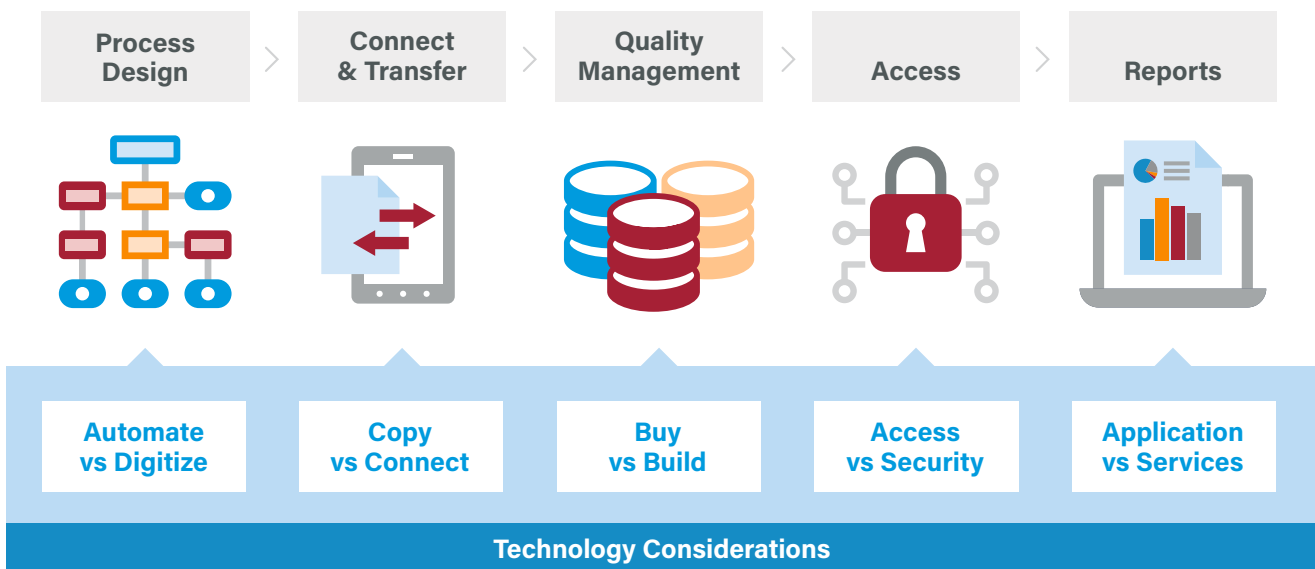 Process
Design
Connect
& Transfer
Quality
Management
Access
Reports
Automate
vs Digitize
Copy
vs Connect
Buy
vs Build
Access
vs Security
Application
vs Services
Technology Considerations